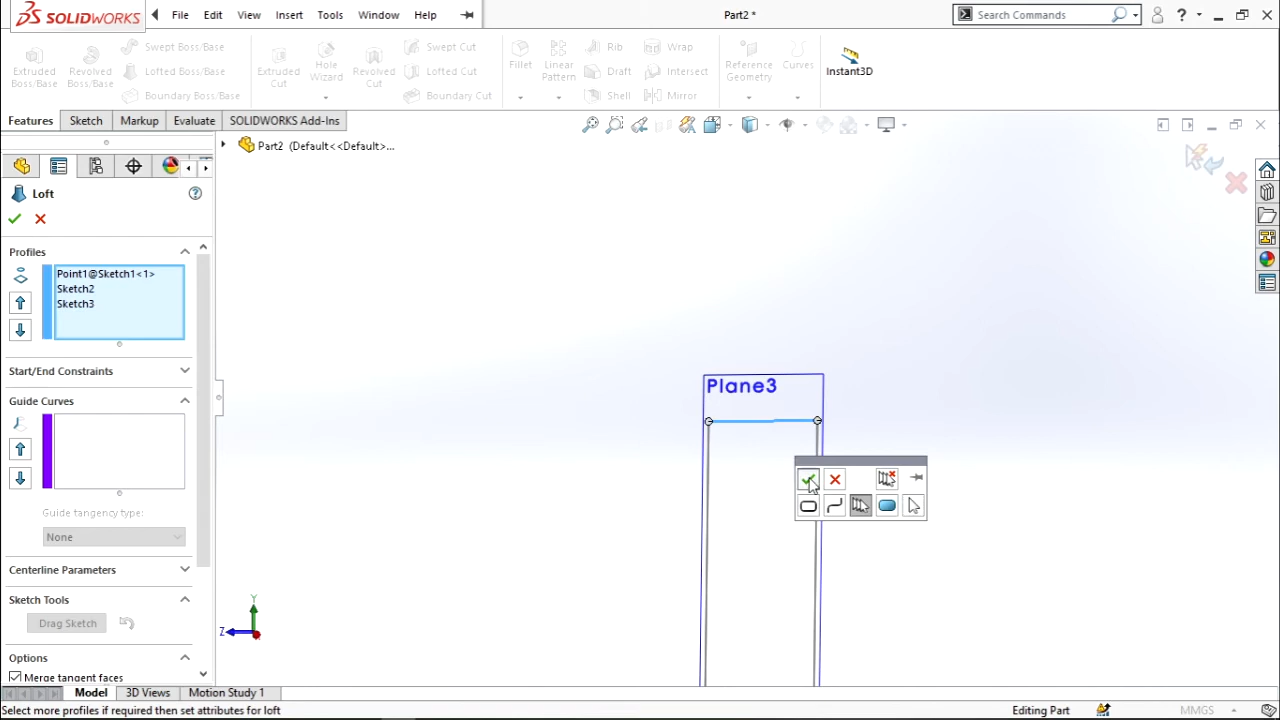 SOLIDWORKS File Edit View Insert Tools Window Help Part2 * Search Commands ?
Extruded Boss/Base Revolved Boss/Base Swept Boss/Base Lofted Boss/Base Boundary Boss/Base Extruded Cut Hole Wizard Revolved Cut Swept Cut Lofted Cut Boundary Cut Fillet Linear Pattern Rib Draft Shell Wrap Intersect Mirror Reference Geometry Curves Instant3D
Features Sketch Markup Evaluate SOLIDWORKS Add-Ins
Part2 (Default<<Default>...
Loft ?
Profiles
Point1@Sketch1<1>
Sketch2
Sketch3
Start/End Constraints
Guide Curves
Guide tangency type:
None
Centerline Parameters
Sketch Tools
Drag Sketch
Options
Merge tangent faces
Plane3
Y
Z
Model 3D Views Motion Study 1
Select more profiles if required then set attributes for loft Editing Part MMGS